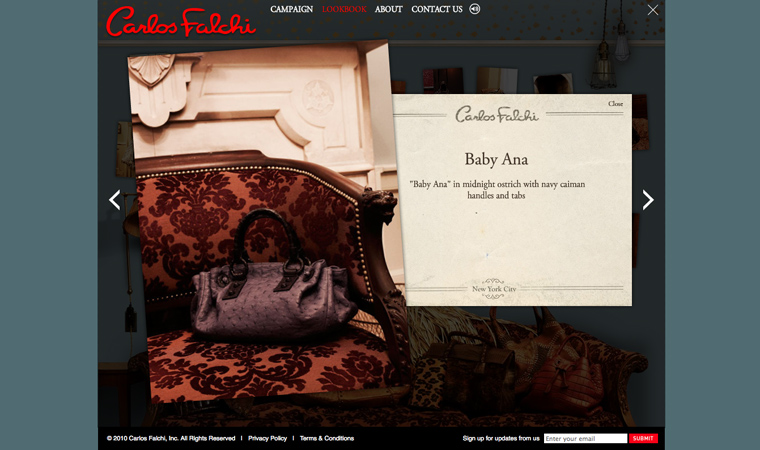 Carlos Falchi
CAMPAIGN LOOKBOOK ABOUT CONTACT US
Close
Carlos Falchi
Baby Ana
"Baby Ana" in midnight ostrich with navy caiman
handles and tabs
New York City
© 2010 Carlos Falchi, Inc. All Rights Reserved | Privacy Policy | Terms & Conditions
Sign up for updates from us Enter your email SUBMIT